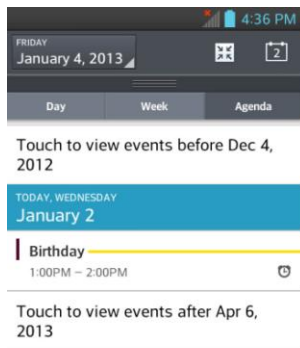 4:36 PM
FRIDAY
January 4, 2013
2
Day Week Agenda
Touch to view events before Dec 4,
2012
TODAY, WEDNESDAY
January 2
Birthday
1:00PM – 2:00PM
Touch to view events after Apr 6,
2013